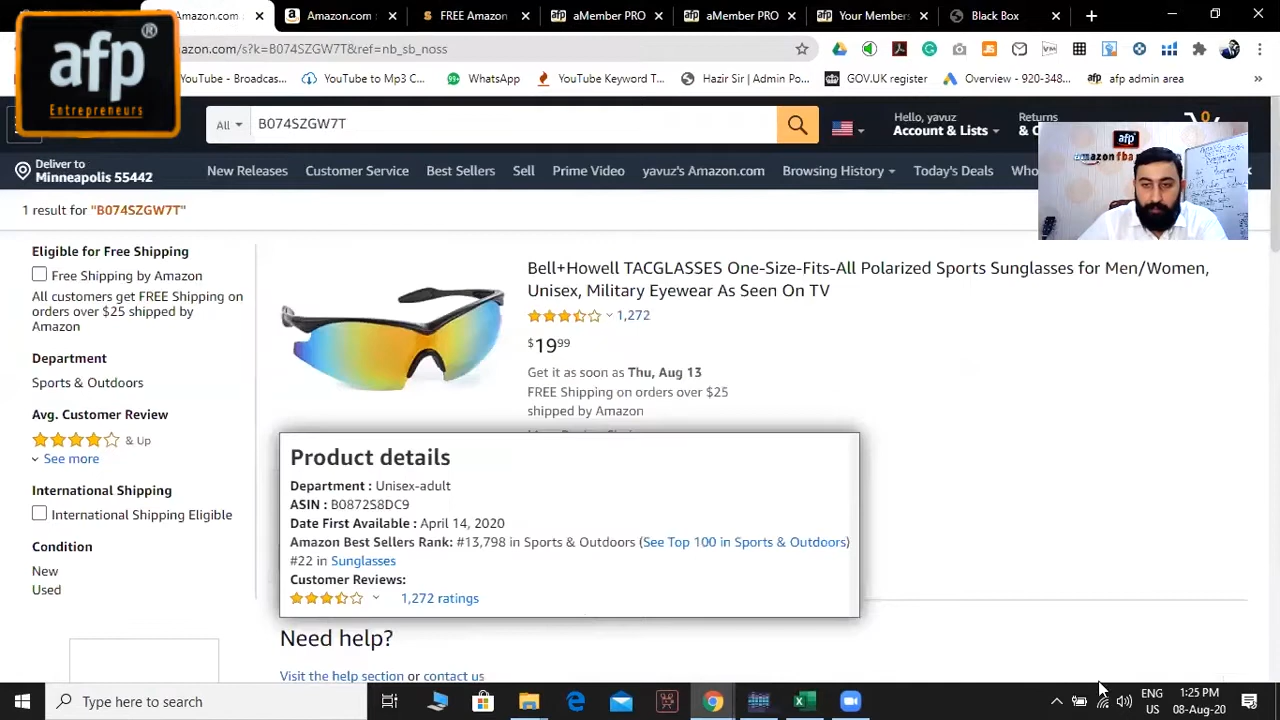 Amazon.com
Amazon.com
FREE Amazon
aMember PRO
aMember PRO
Your Members
Black Box
afp®
Entrepreneurs
azon.com/s?k=B074SZGW7T&ref=nb_sb_noss
YouTube - Broadcas...
YouTube to Mp3 C...
WhatsApp
YouTube Keyword T...
Hazir Sir | Admin Po...
GOV.UK register
Overview - 920-348...
afp admin area
All
B074SZGW7T
Hello, yavuz
Account & Lists
Returns
& C
0
Deliver to
Minneapolis 55442
New Releases
Customer Service
Best Sellers
Sell
Prime Video
yavuz's Amazon.com
Browsing History
Today's Deals
Who
afp
1 result for "B074SZGW7T"
Eligible for Free Shipping
Free Shipping by Amazon
All customers get FREE Shipping on
orders over $25 shipped by
Amazon
Department
Sports & Outdoors
Avg. Customer Review
& Up
See more
International Shipping
International Shipping Eligible
Condition
New
Used
Bell+Howell TACGLASSES One-Size-Fits-All Polarized Sports Sunglasses for Men/Women,
Unisex, Military Eyewear As Seen On TV
1,272
$19.99
Get it as soon as Thu, Aug 13
FREE Shipping on orders over $25
shipped by Amazon
Product details
Department : Unisex-adult
ASIN : B0872S8DC9
Date First Available : April 14, 2020
Amazon Best Sellers Rank: #13,798 in Sports & Outdoors (See Top 100 in Sports & Outdoors)
#22 in Sunglasses
Customer Reviews:
1,272 ratings
Need help?
Visit the help section or contact us
Type here to search
ENG
US
1:25 PM
08-Aug-20